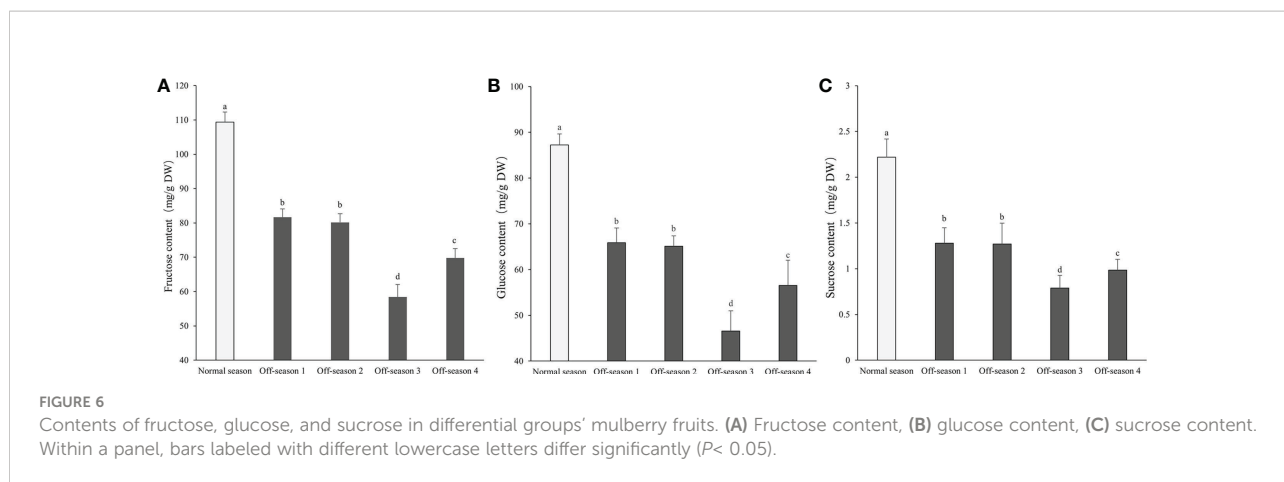 A
Fructose content (mg/g DW)
120
110
100
90
80
70
60
50
40
a
b
b
d
c
Normal season Off-season 1 Off-season 2 Off-season 3 Off-season 4
B
Glucose content (mg/g DW)
100
90
80
70
60
50
40
a
b
b
d
c
Normal season Off-season 1 Off-season 2 Off-season 3 Off-season 4
C
Sucrose content (mg/g DW)
3
2.5
2
1.5
1
0.5
0
a
b
b
d
c
Normal season Off-season 1 Off-season 2 Off-season 3 Off-season 4
FIGURE 6
Contents of fructose, glucose, and sucrose in differential groups' mulberry fruits. (A) Fructose content, (B) glucose content, (C) sucrose content.
Within a panel, bars labeled with different lowercase letters differ significantly (P< 0.05).